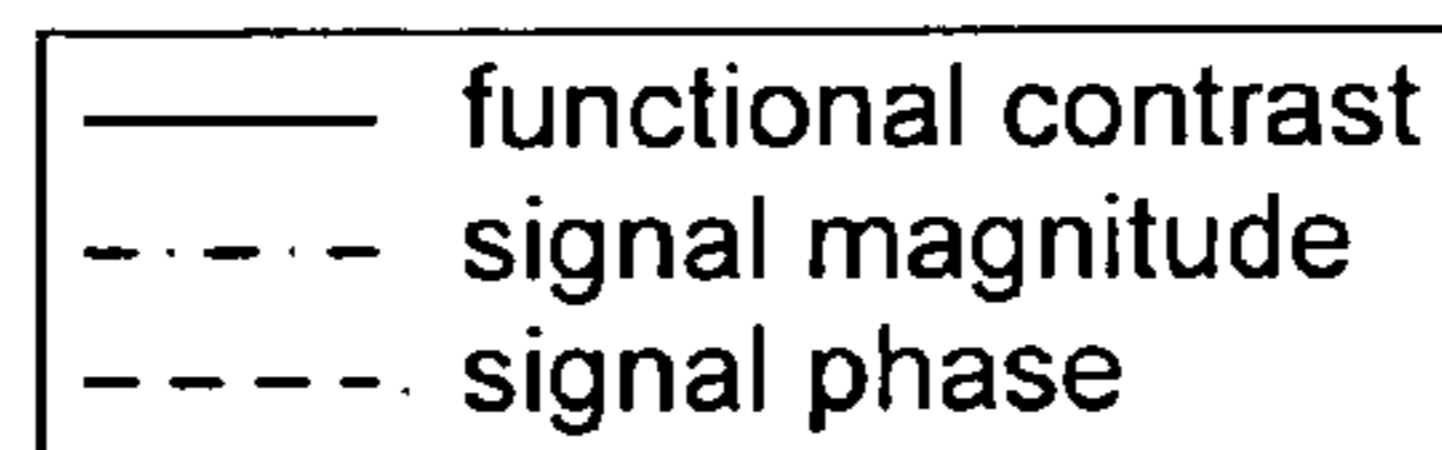 functional contrast
signal magnitude
signal phase